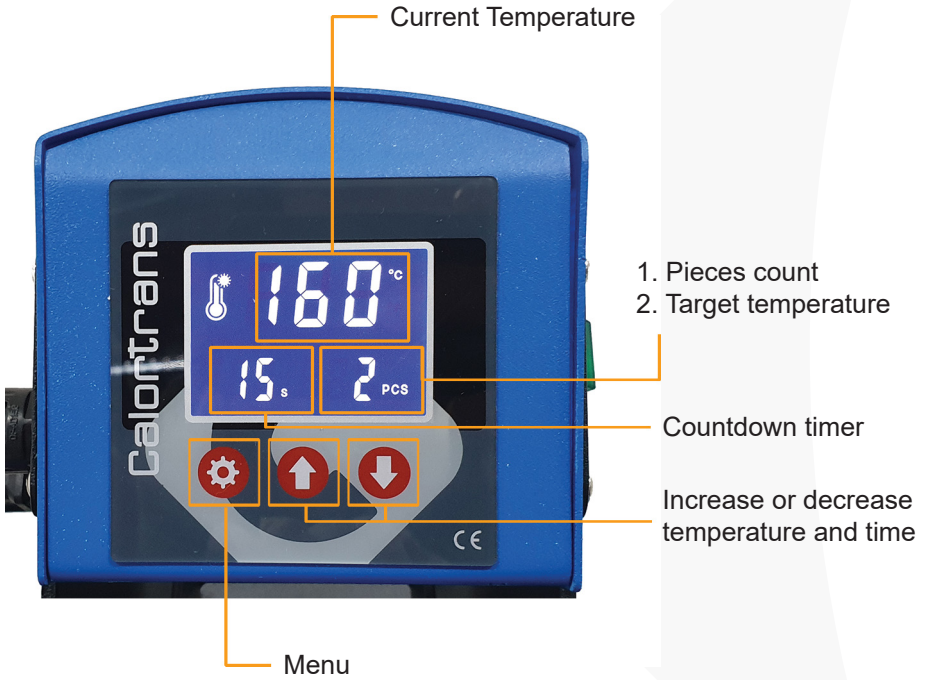 Current Temperature
Calortrans
160 °C
15 s
2 PCS
1. Pieces count
2. Target temperature
Countdown timer
Increase or decrease
temperature and time
CE
Menu